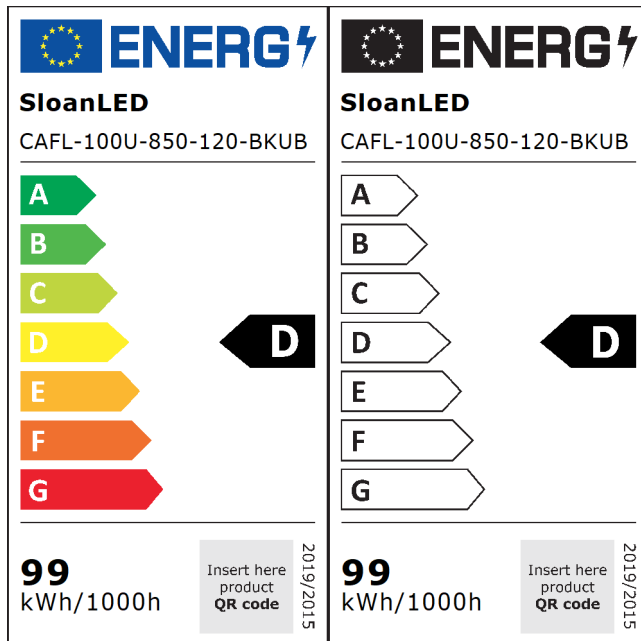 ENERG
SloanLED
CAFL-100U-850-120-BKUB
A
B
C
D
D
E
F
G
99
kWh/1000h
Insert here
product
QR code
2019/2015
ENERG
SloanLED
CAFL-100U-850-120-BKUB
A
B
C
D
D
E
F
G
99
kWh/1000h
Insert here
product
QR code
2019/2015